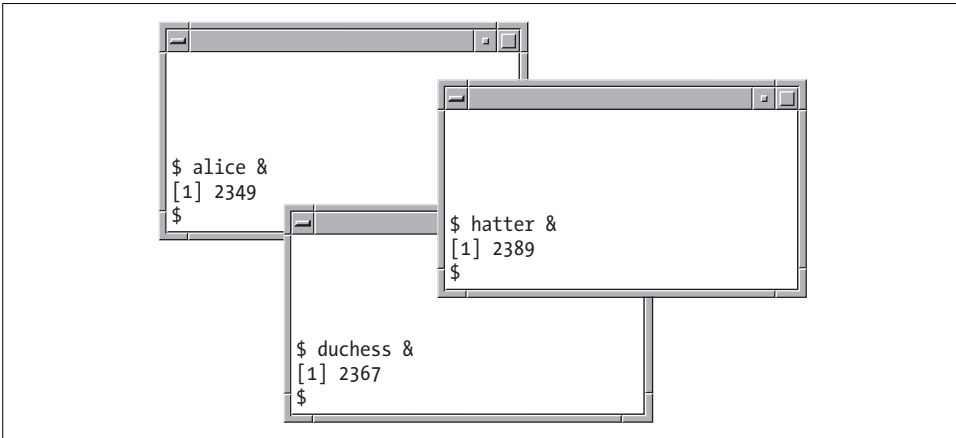 $ alice &
[1] 2349
$
$ hatter &
[1] 2389
$
$ duchess &
[1] 2367
$